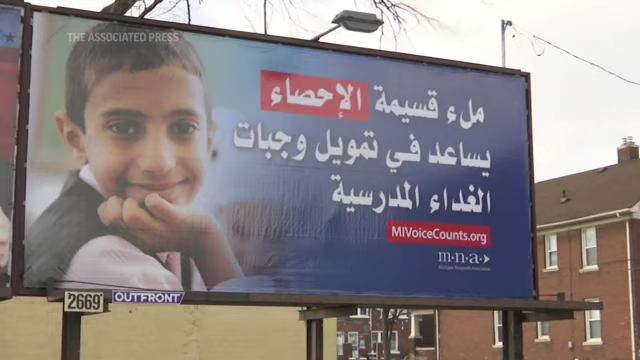 THE ASSOCIATED PRESS
ملء قسيمة الإحصاء
يساعد في تمويل وجبات
الغداء المدرسية
MIVoiceCounts.org
m·n·a
Michigan Nonprofit Association
2669
OUTFRONT